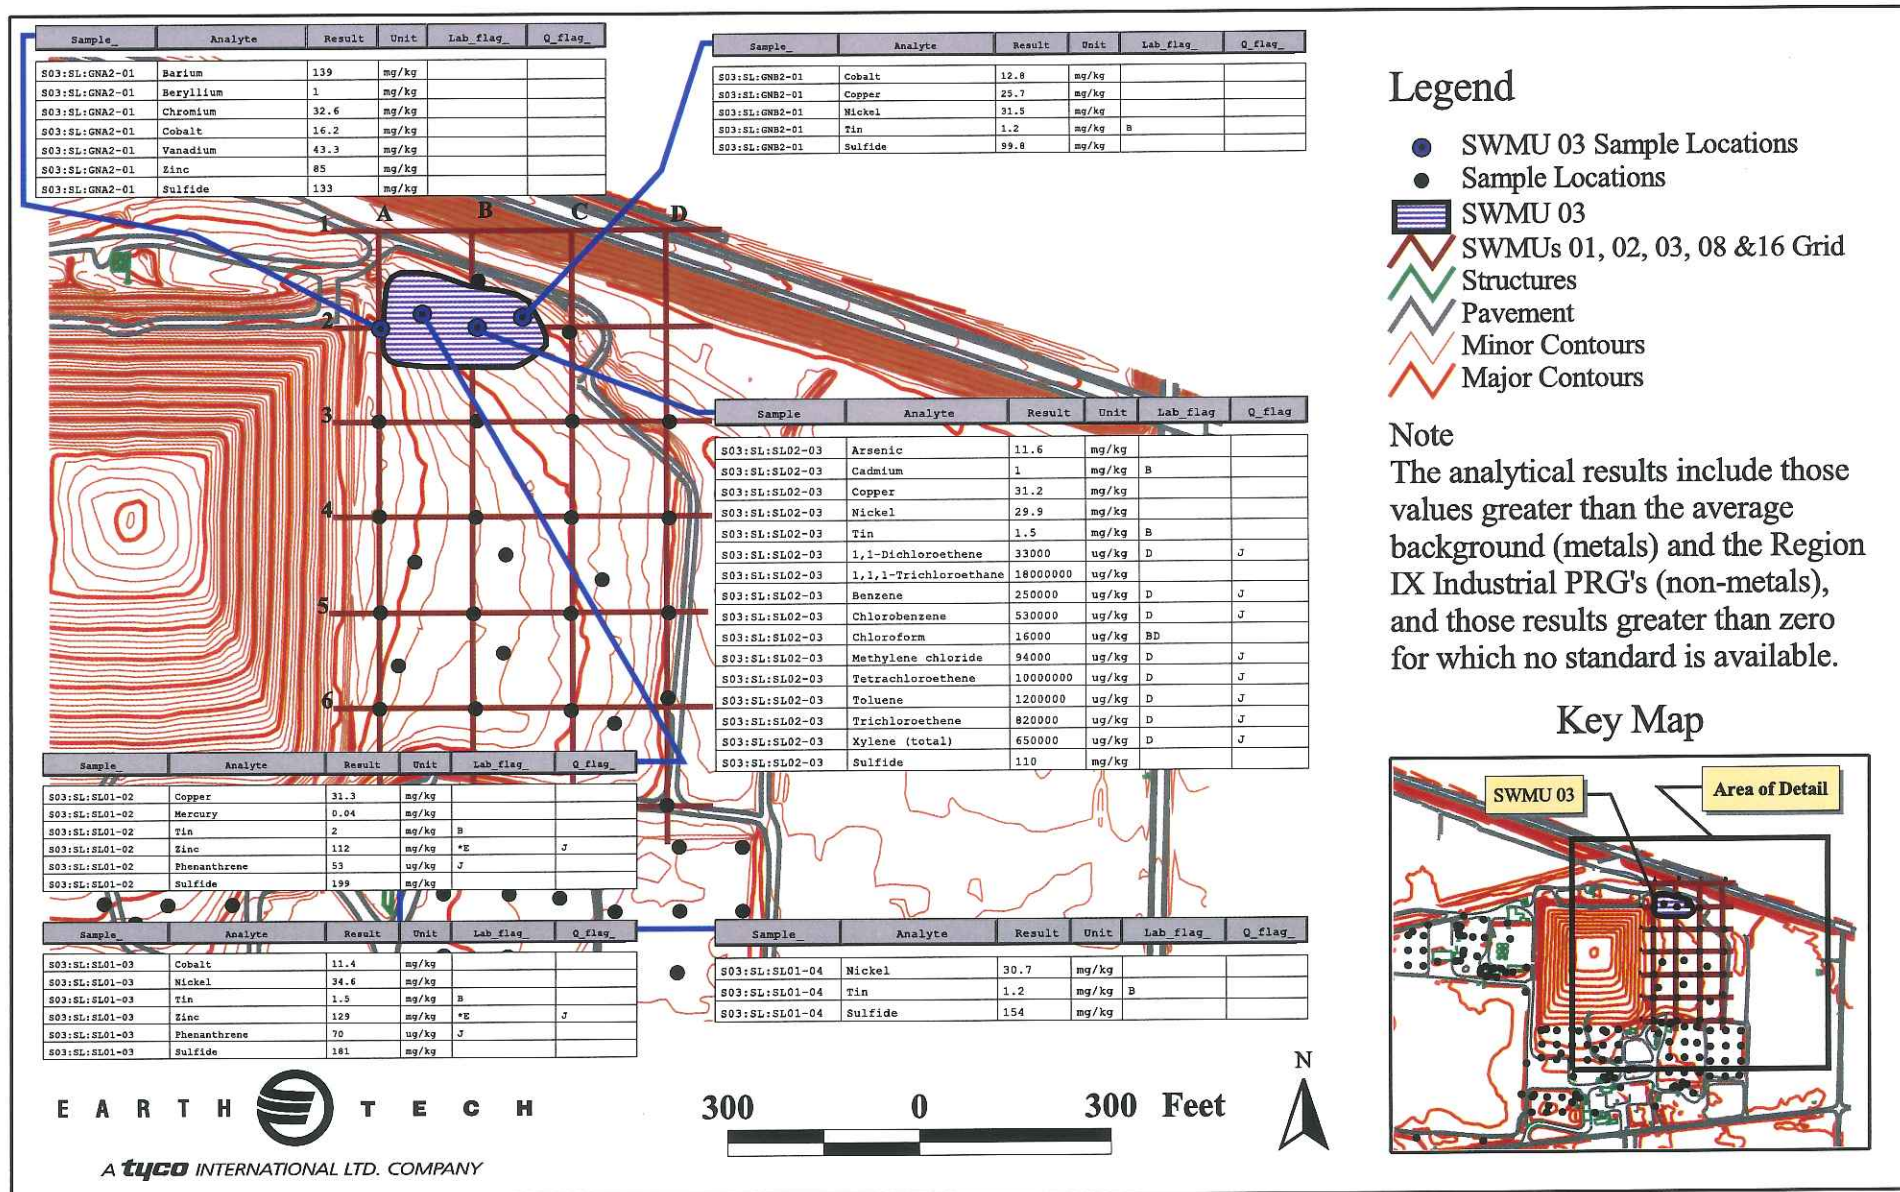 Sample_ Analyte Result Unit Lab_flag_ Q_flag_
S03:SL:GNA2-01 Barium 139 mg/kg
S03:SL:GNA2-01 Beryllium 1 mg/kg
S03:SL:GNA2-01 Chromium 32.6 mg/kg
S03:SL:GNA2-01 Cobalt 16.2 mg/kg
S03:SL:GNA2-01 Vanadium 43.3 mg/kg
S03:SL:GNA2-01 Zinc 85 mg/kg
S03:SL:GNA2-01 Sulfide 133 mg/kg
Sample_ Analyte Result Unit Lab_flag_ Q_flag_
S03:SL:GNB2-01 Cobalt 12.8 mg/kg
S03:SL:GNB2-01 Copper 25.7 mg/kg
S03:SL:GNB2-01 Nickel 31.5 mg/kg
S03:SL:GNB2-01 Tin 1.2 mg/kg B
S03:SL:GNB2-01 Sulfide 99.8 mg/kg
A B C D
1
2
3
4
5
6
Sample Analyte Result Unit Lab_flag Q_flag
S03:SL:SL02-03 Arsenic 11.6 mg/kg
S03:SL:SL02-03 Cadmium 1 mg/kg B
S03:SL:SL02-03 Copper 31.2 mg/kg
S03:SL:SL02-03 Nickel 29.9 mg/kg
S03:SL:SL02-03 Tin 1.5 mg/kg B
S03:SL:SL02-03 1,1-Dichloroethene 33000 ug/kg D J
S03:SL:SL02-03 1,1,1-Trichloroethane 18000000 ug/kg
S03:SL:SL02-03 Benzene 250000 ug/kg D J
S03:SL:SL02-03 Chlorobenzene 530000 ug/kg D J
S03:SL:SL02-03 Chloroform 16000 ug/kg BD
S03:SL:SL02-03 Methylene chloride 94000 ug/kg D J
S03:SL:SL02-03 Tetrachloroethene 10000000 ug/kg D J
S03:SL:SL02-03 Toluene 1200000 ug/kg D J
S03:SL:SL02-03 Trichloroethene 820000 ug/kg D J
S03:SL:SL02-03 Xylene (total) 650000 ug/kg D J
S03:SL:SL02-03 Sulfide 110 mg/kg
Sample_ Analyte Result Unit Lab_flag_ Q_flag_
S03:SL:SL01-02 Copper 31.3 mg/kg
S03:SL:SL01-02 Mercury 0.04 mg/kg
S03:SL:SL01-02 Tin 2 mg/kg B
S03:SL:SL01-02 Zinc 112 mg/kg *E J
S03:SL:SL01-02 Phenanthrene 53 ug/kg J
S03:SL:SL01-02 Sulfide 199 mg/kg
Sample_ Analyte Result Unit Lab_flag_ Q_flag_
S03:SL:SL01-03 Cobalt 11.4 mg/kg
S03:SL:SL01-03 Nickel 34.6 mg/kg
S03:SL:SL01-03 Tin 1.5 mg/kg B
S03:SL:SL01-03 Zinc 129 mg/kg *E J
S03:SL:SL01-03 Phenanthrene 70 ug/kg J
S03:SL:SL01-03 Sulfide 181 mg/kg
Sample_ Analyte Result Unit Lab_flag_ Q_flag_
S03:SL:SL01-04 Nickel 30.7 mg/kg
S03:SL:SL01-04 Tin 1.2 mg/kg B
S03:SL:SL01-04 Sulfide 154 mg/kg
EARTH TECH
A tyco INTERNATIONAL LTD. COMPANY
300 0 300 Feet
N
Legend
SWMU 03 Sample Locations
Sample Locations
SWMU 03
SWMUs 01, 02, 03, 08 &16 Grid
Structures
Pavement
Minor Contours
Major Contours
Note
The analytical results include those
values greater than the average
background (metals) and the Region
IX Industrial PRG's (non-metals),
and those results greater than zero
for which no standard is available.
Key Map
SWMU 03
Area of Detail